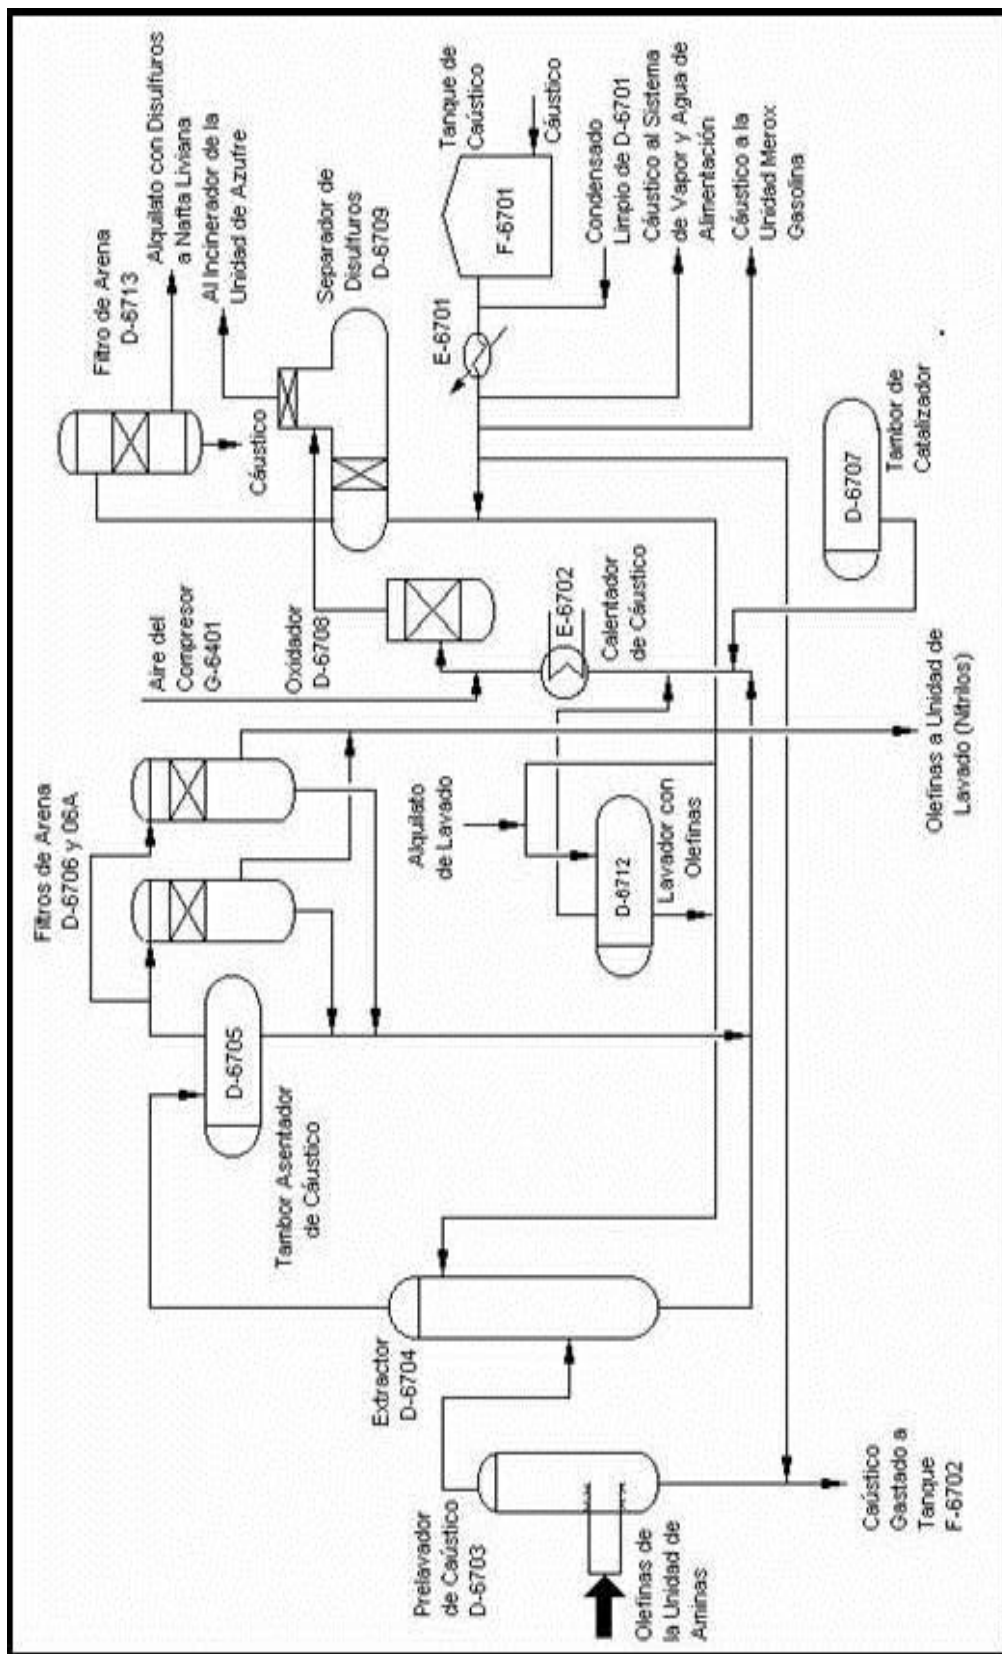 Prelavador
de Caústico
D-6703
Olefinas de
la Unidad de
Aminas
Caústico
Gastado a
Tanque
F-6702
Extractor
D-6704
Tambor Asentador
de Cáustico
D-6705
Filtros de Arena
D-6706 y 06A
Alquilato
de Lavado
D-6712
Lavador con
Olefinas
Olefinas a Unidad de
Lavado (Nitrilos)
Aire del
Compresor
G-6401
Oxidador
D-6708
E-6702
Calentador
de Cáustico
D-6707
Tambor de
Catalizador
Filtro de Arena
D-6713
Cáustico
Alquilato con Disulfuros
a Nafta Liviana
Al Incinerador de la
Unidad de Azufre
Separador de
Disulfuros
D-6709
E-6701
Tanque de
Caústico
F-6701
Cáustico
Condensado
Limpio de D-6701
Cáustico al Sistema
de Vapor y Agua de
Alimentación
Cáustico a la
Unidad Merox
Gasolina